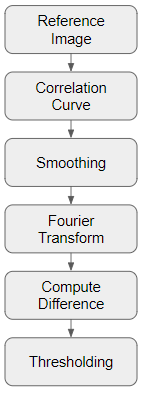 Reference
Image
Correlation
Curve
Smoothing
Fourier
Transform
Compute
Difference
Thresholding